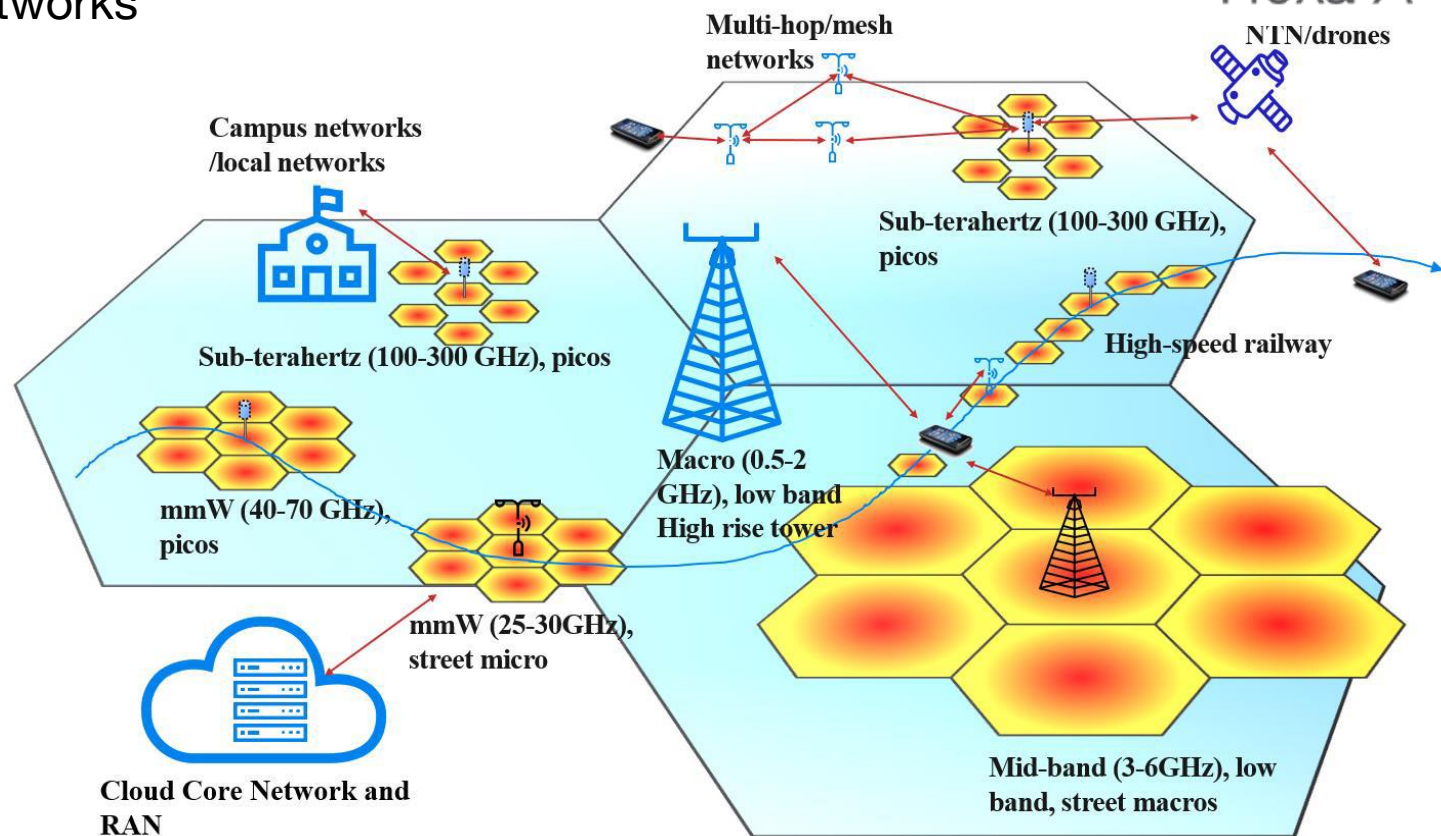 Multi-hop/mesh
networks
NTN/drones
Campus networks
/local networks
Sub-terahertz (100-300 GHz),
picos
Sub-terahertz (100-300 GHz), picos
High-speed railway
Macro (0.5-2
GHz), low band
High rise tower
mmW (40-70 GHz),
picos
mmW (25-30GHz),
street micro
Cloud Core Network and
RAN
Mid-band (3-6GHz), low
band, street macros